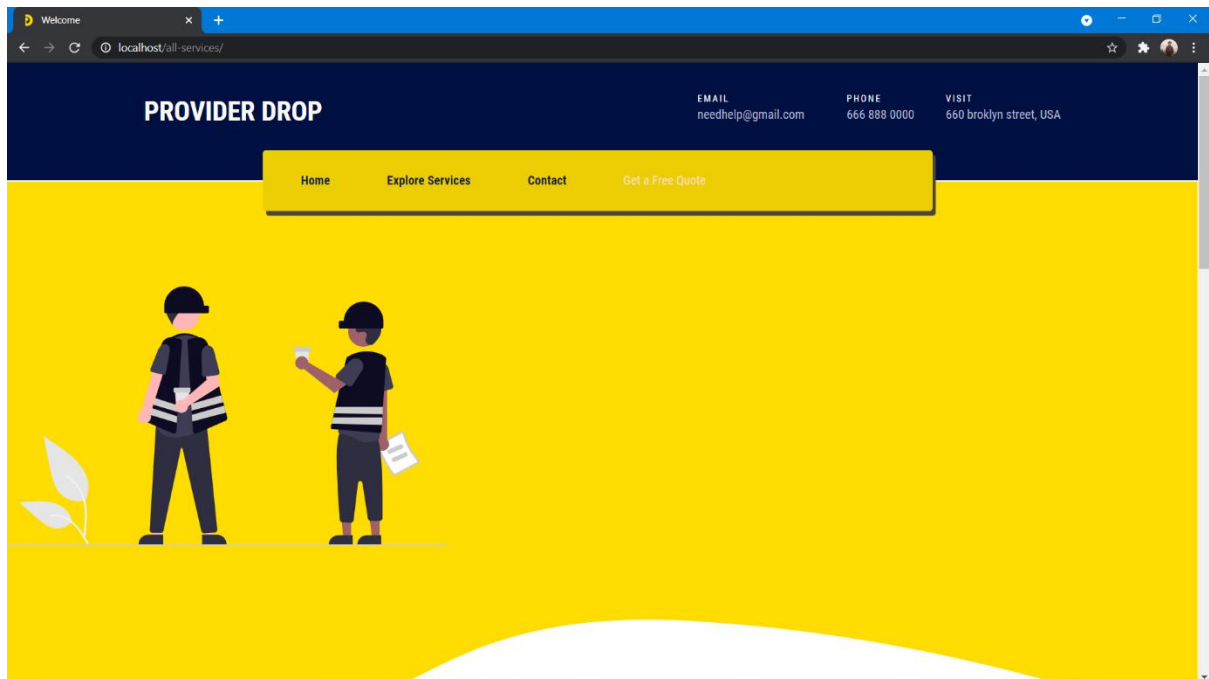 Welcome
localhost/all-services/
PROVIDER DROP
EMAIL
needhelp@gmail.com
PHONE
666 888 0000
VISIT
660 broklyn street, USA
Home Explore Services Contact Get a Free Quote